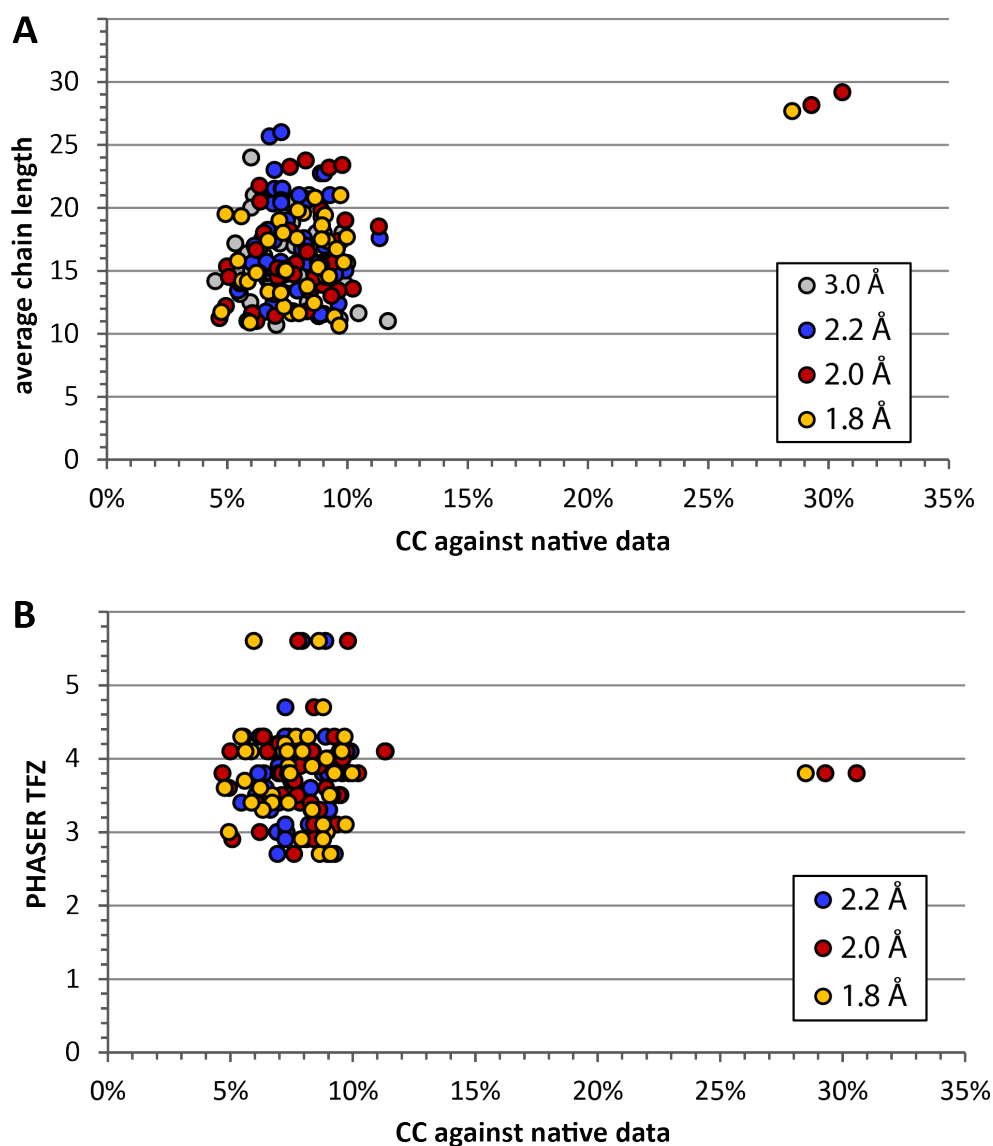 A
average chain length
30
25
20
15
10
5
0
0% 5% 10% 15% 20% 25% 30% 35%
CC against native data
3.0 Å
2.2 Å
2.0 Å
1.8 Å
B
PHASER TFZ
5
4
3
2
1
0
0% 5% 10% 15% 20% 25% 30% 35%
CC against native data
2.2 Å
2.0 Å
1.8 Å